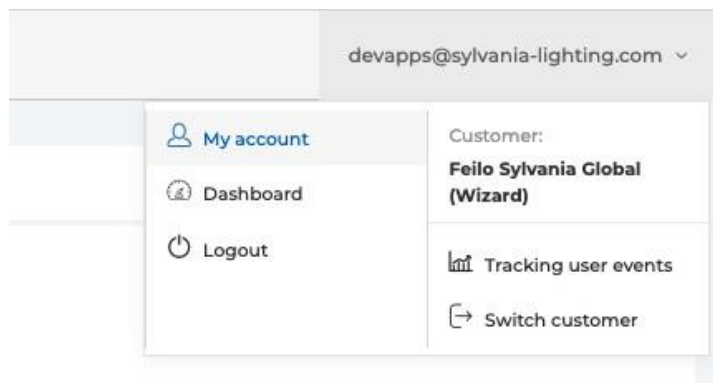 devapps@sylvania-lighting.com
My account
Dashboard
Logout
Customer:
Feilo Sylvania Global
(Wizard)
Tracking user events
Switch customer